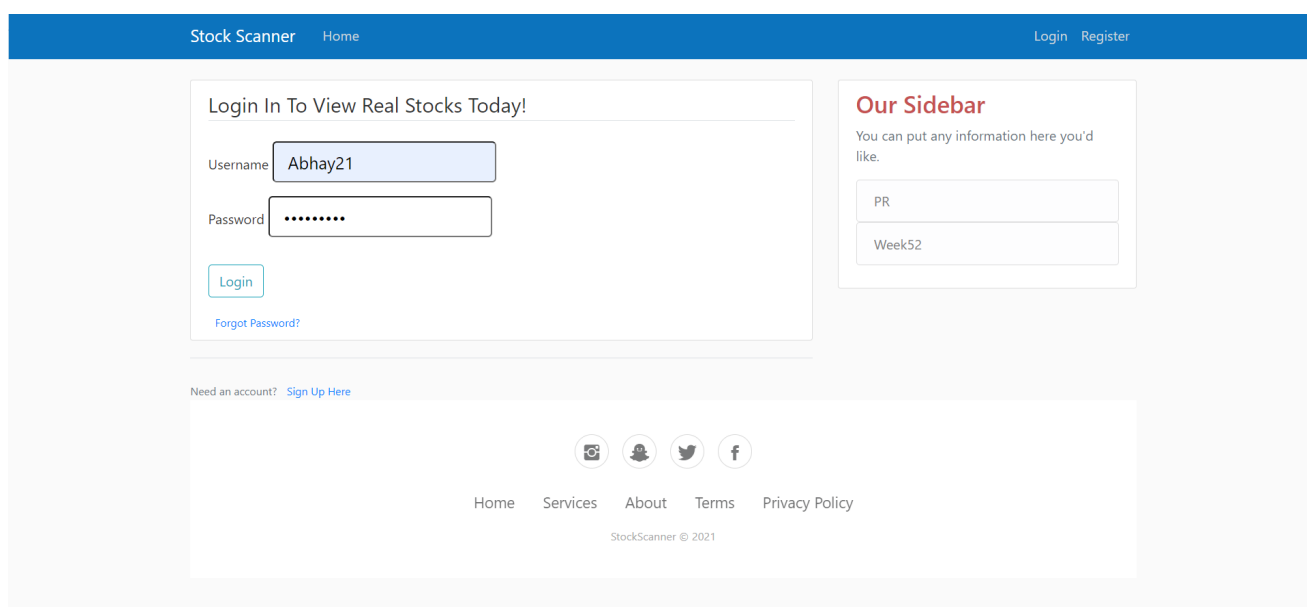 Stock Scanner Home Login Register
Login In To View Real Stocks Today!
Username Abhay21
Password •••••••••
Login
Forgot Password?
Need an account? Sign Up Here
Our Sidebar
You can put any information here you'd
like.
PR
Week52
Home Services About Terms Privacy Policy
StockScanner © 2021